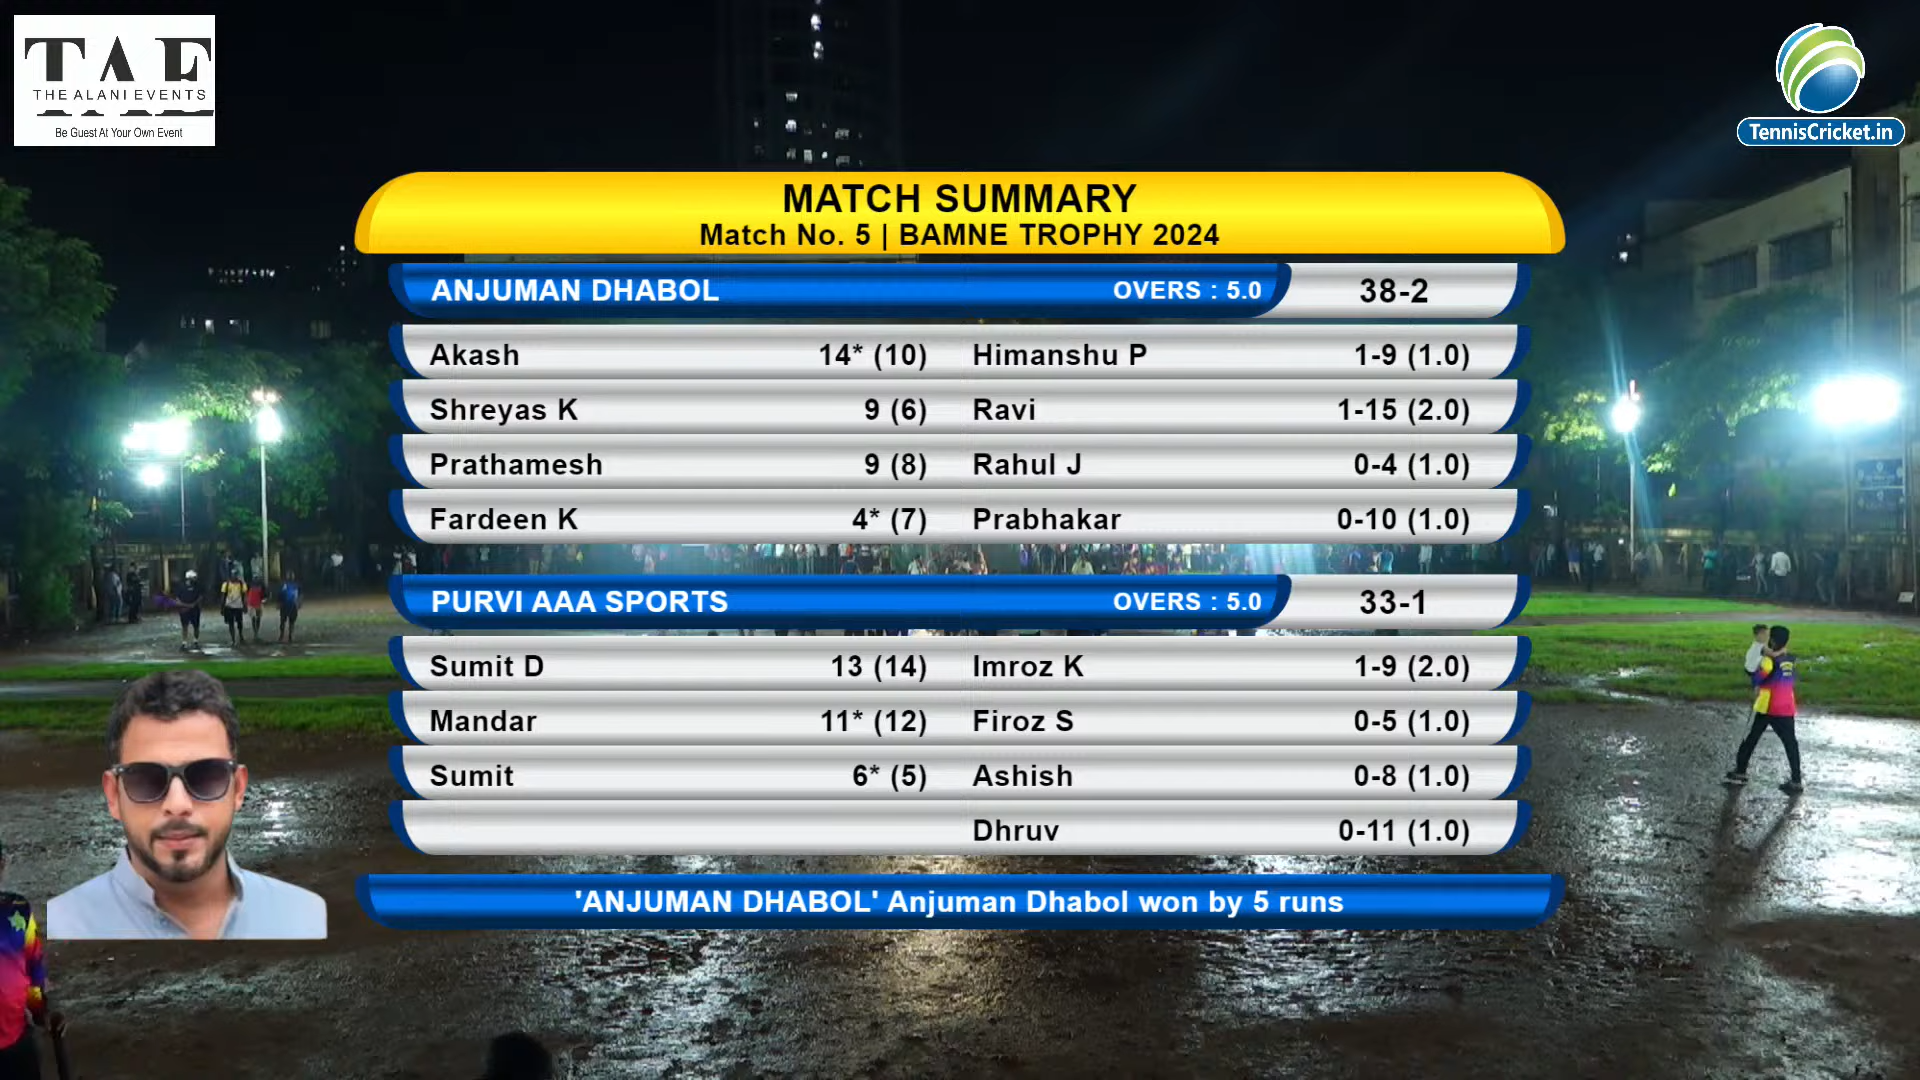 TAE
THE ALANI EVENTS
Be Guest At Your Own Event
TennisCricket.in
MATCH SUMMARY
Match No. 5 | BAMNE TROPHY 2024
ANJUMAN DHABOL OVERS : 5.0 38-2
Akash 14* (10) Himanshu P 1-9 (1.0)
Shreyas K 9 (6) Ravi 1-15 (2.0)
Prathamesh 9 (8) Rahul J 0-4 (1.0)
Fardeen K 4* (7) Prabhakar 0-10 (1.0)
PURVI AAA SPORTS OVERS : 5.0 33-1
Sumit D 13 (14) Imroz K 1-9 (2.0)
Mandar 11* (12) Firoz S 0-5 (1.0)
Sumit 6* (5) Ashish 0-8 (1.0)
Dhruv 0-11 (1.0)
'ANJUMAN DHABOL' Anjuman Dhabol won by 5 runs